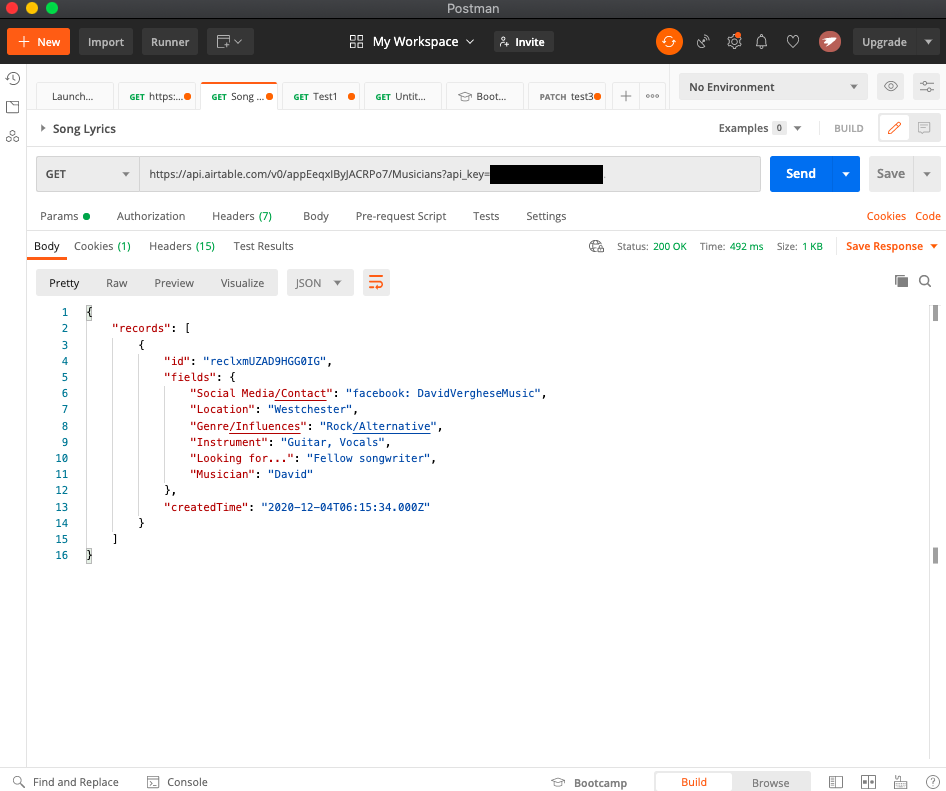 Postman
+ New Import Runner My Workspace Invite Upgrade
Launch... GET https:... GET Song ... GET Test1 GET Untit... Boot... PATCH test3 + No Environment
Song Lyrics Examples 0 BUILD
GET https://api.airtable.com/v0/appEeqxIByJACRPo7/Musicians?api_key= Send Save
Params Authorization Headers (7) Body Pre-request Script Tests Settings Cookies Code
Body Cookies (1) Headers (15) Test Results Status: 200 OK Time: 492 ms Size: 1 KB Save Response
Pretty Raw Preview Visualize JSON
1 {
2 "records": [
3 {
4 "id": "reclxmUZAD9HGG0IG",
5 "fields": {
6 "Social Media/Contact": "facebook: DavidVergheseMusic",
7 "Location": "Westchester",
8 "Genre/Influences": "Rock/Alternative",
9 "Instrument": "Guitar, Vocals",
10 "Looking for...": "Fellow songwriter",
11 "Musician": "David"
12 },
13 "createdTime": "2020-12-04T06:15:34.000Z"
14 }
15 ]
16 }
Find and Replace Console Bootcamp Build Browse ?